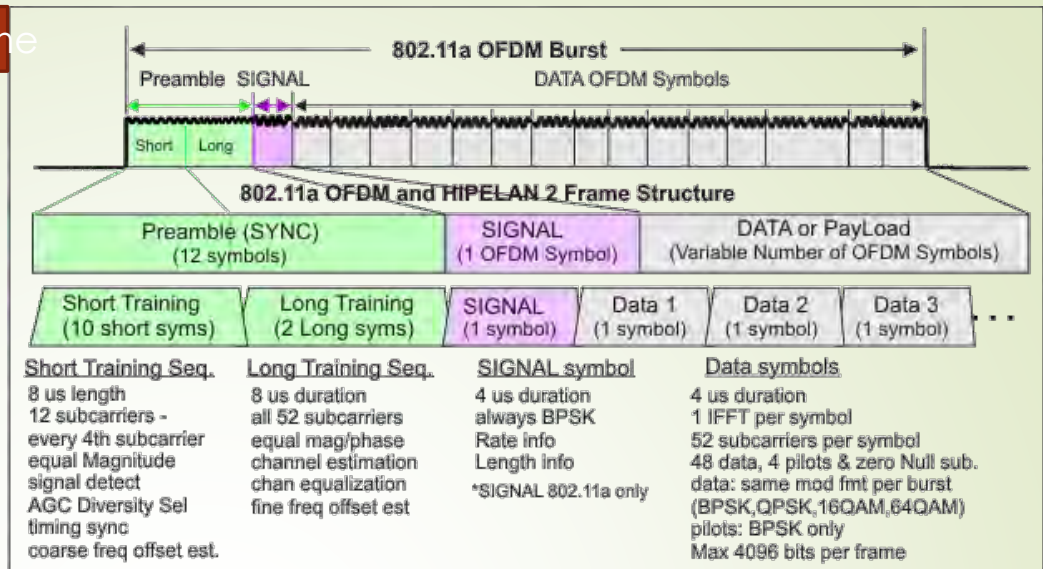 ne
802.11a OFDM Burst
Preamble SIGNAL DATA OFDM Symbols
Short Long
802.11a OFDM and HIPELAN 2 Frame Structure
Preamble (SYNC)
(12 symbols)
SIGNAL
(1 OFDM Symbol)
DATA or PayLoad
(Variable Number of OFDM Symbols)
Short Training
(10 short syms)
Long Training
(2 Long syms)
SIGNAL
(1 symbol)
Data 1
(1 symbol)
Data 2
(1 symbol)
Data 3
(1 symbol)
...
Short Training Seq.
8 us length
12 subcarriers -
every 4th subcarrier
equal Magnitude
signal detect
AGC Diversity Sel
timing sync
coarse freq offset est.
Long Training Seq.
8 us duration
all 52 subcarriers
equal mag/phase
channel estimation
chan equalization
fine freq offset est
SIGNAL symbol
4 us duration
always BPSK
Rate info
Length info
*SIGNAL 802.11a only
Data symbols
4 us duration
1 IFFT per symbol
52 subcarriers per symbol
48 data, 4 pilots & zero Null sub.
data: same mod fmt per burst
(BPSK,QPSK,16QAM,64QAM)
pilots: BPSK only
Max 4096 bits per frame